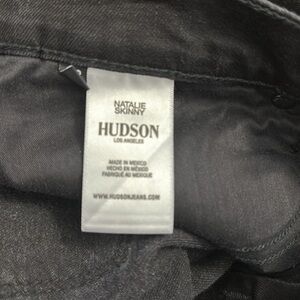 NATALIE
SKINNY
HUDSON
LOS ANGELES
MADE IN MEXICO
HECHO EN MÉXICO
FABRIQUÉ AU MEXIQUE
WWW.HUDSONJEANS.COM